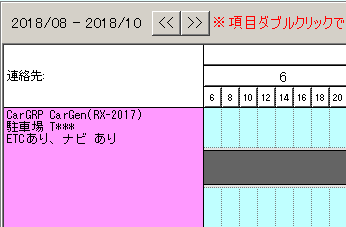 2018/08 - 2018/10 << >> ※項目ダブルクリックで
連絡先:
6
6 8 10 12 14 16 18 20
CarGRP CarGen(RX-2017)
駐車場 T***
ETCあり、ナビ あり